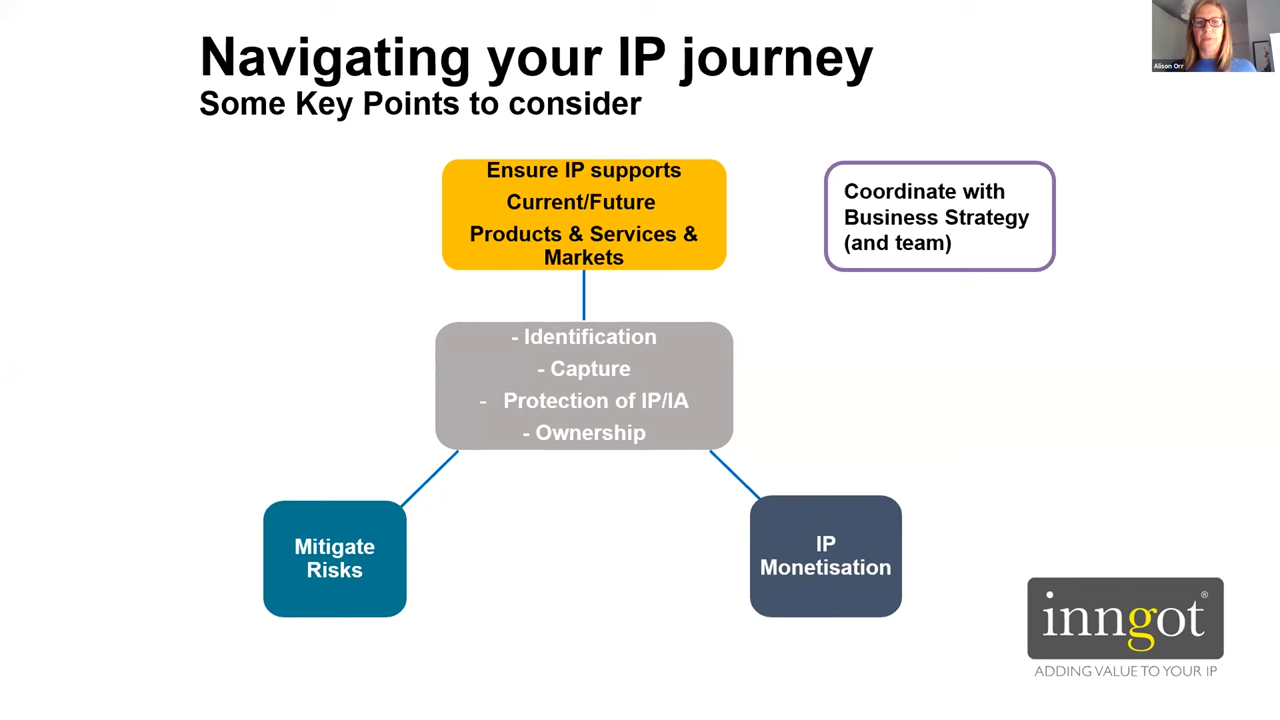 Navigating your IP journey
Some Key Points to consider
Alison Orr
Ensure IP supports
Current/Future
Products & Services &
Markets
Coordinate with
Business Strategy
(and team)
- Identification
- Capture
- Protection of IP/IA
- Ownership
Mitigate
Risks
IP
Monetisation
inngot®
ADDING VALUE TO YOUR IP